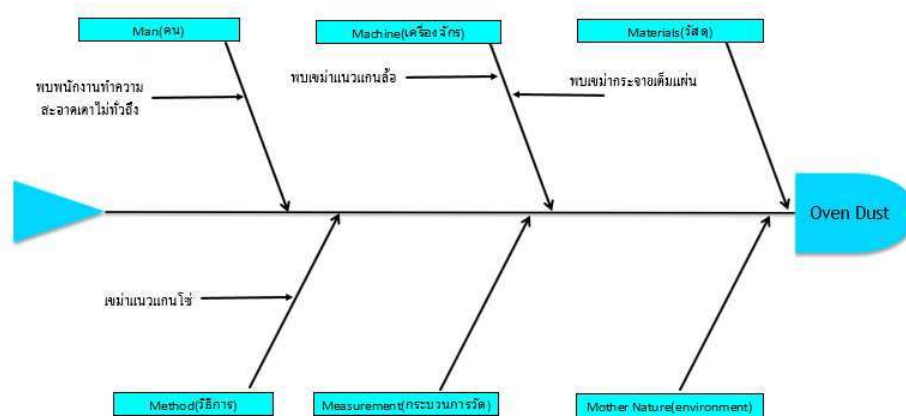 Man(คน)
Machine(เครื่องจักร)
Materials(วัสดุ)
พบพนักงานทำความ
สะอาดเตาไม่ทั่วถึง
พบเขม่าแนวแกนล้อ
พบเขม่ากระจายเต็มแผ่น
Oven Dust
เขม่าแนวแกนโซ่
Method(วิธีการ)
Measurement(กระบวนการวัด)
Mother Nature(environment)